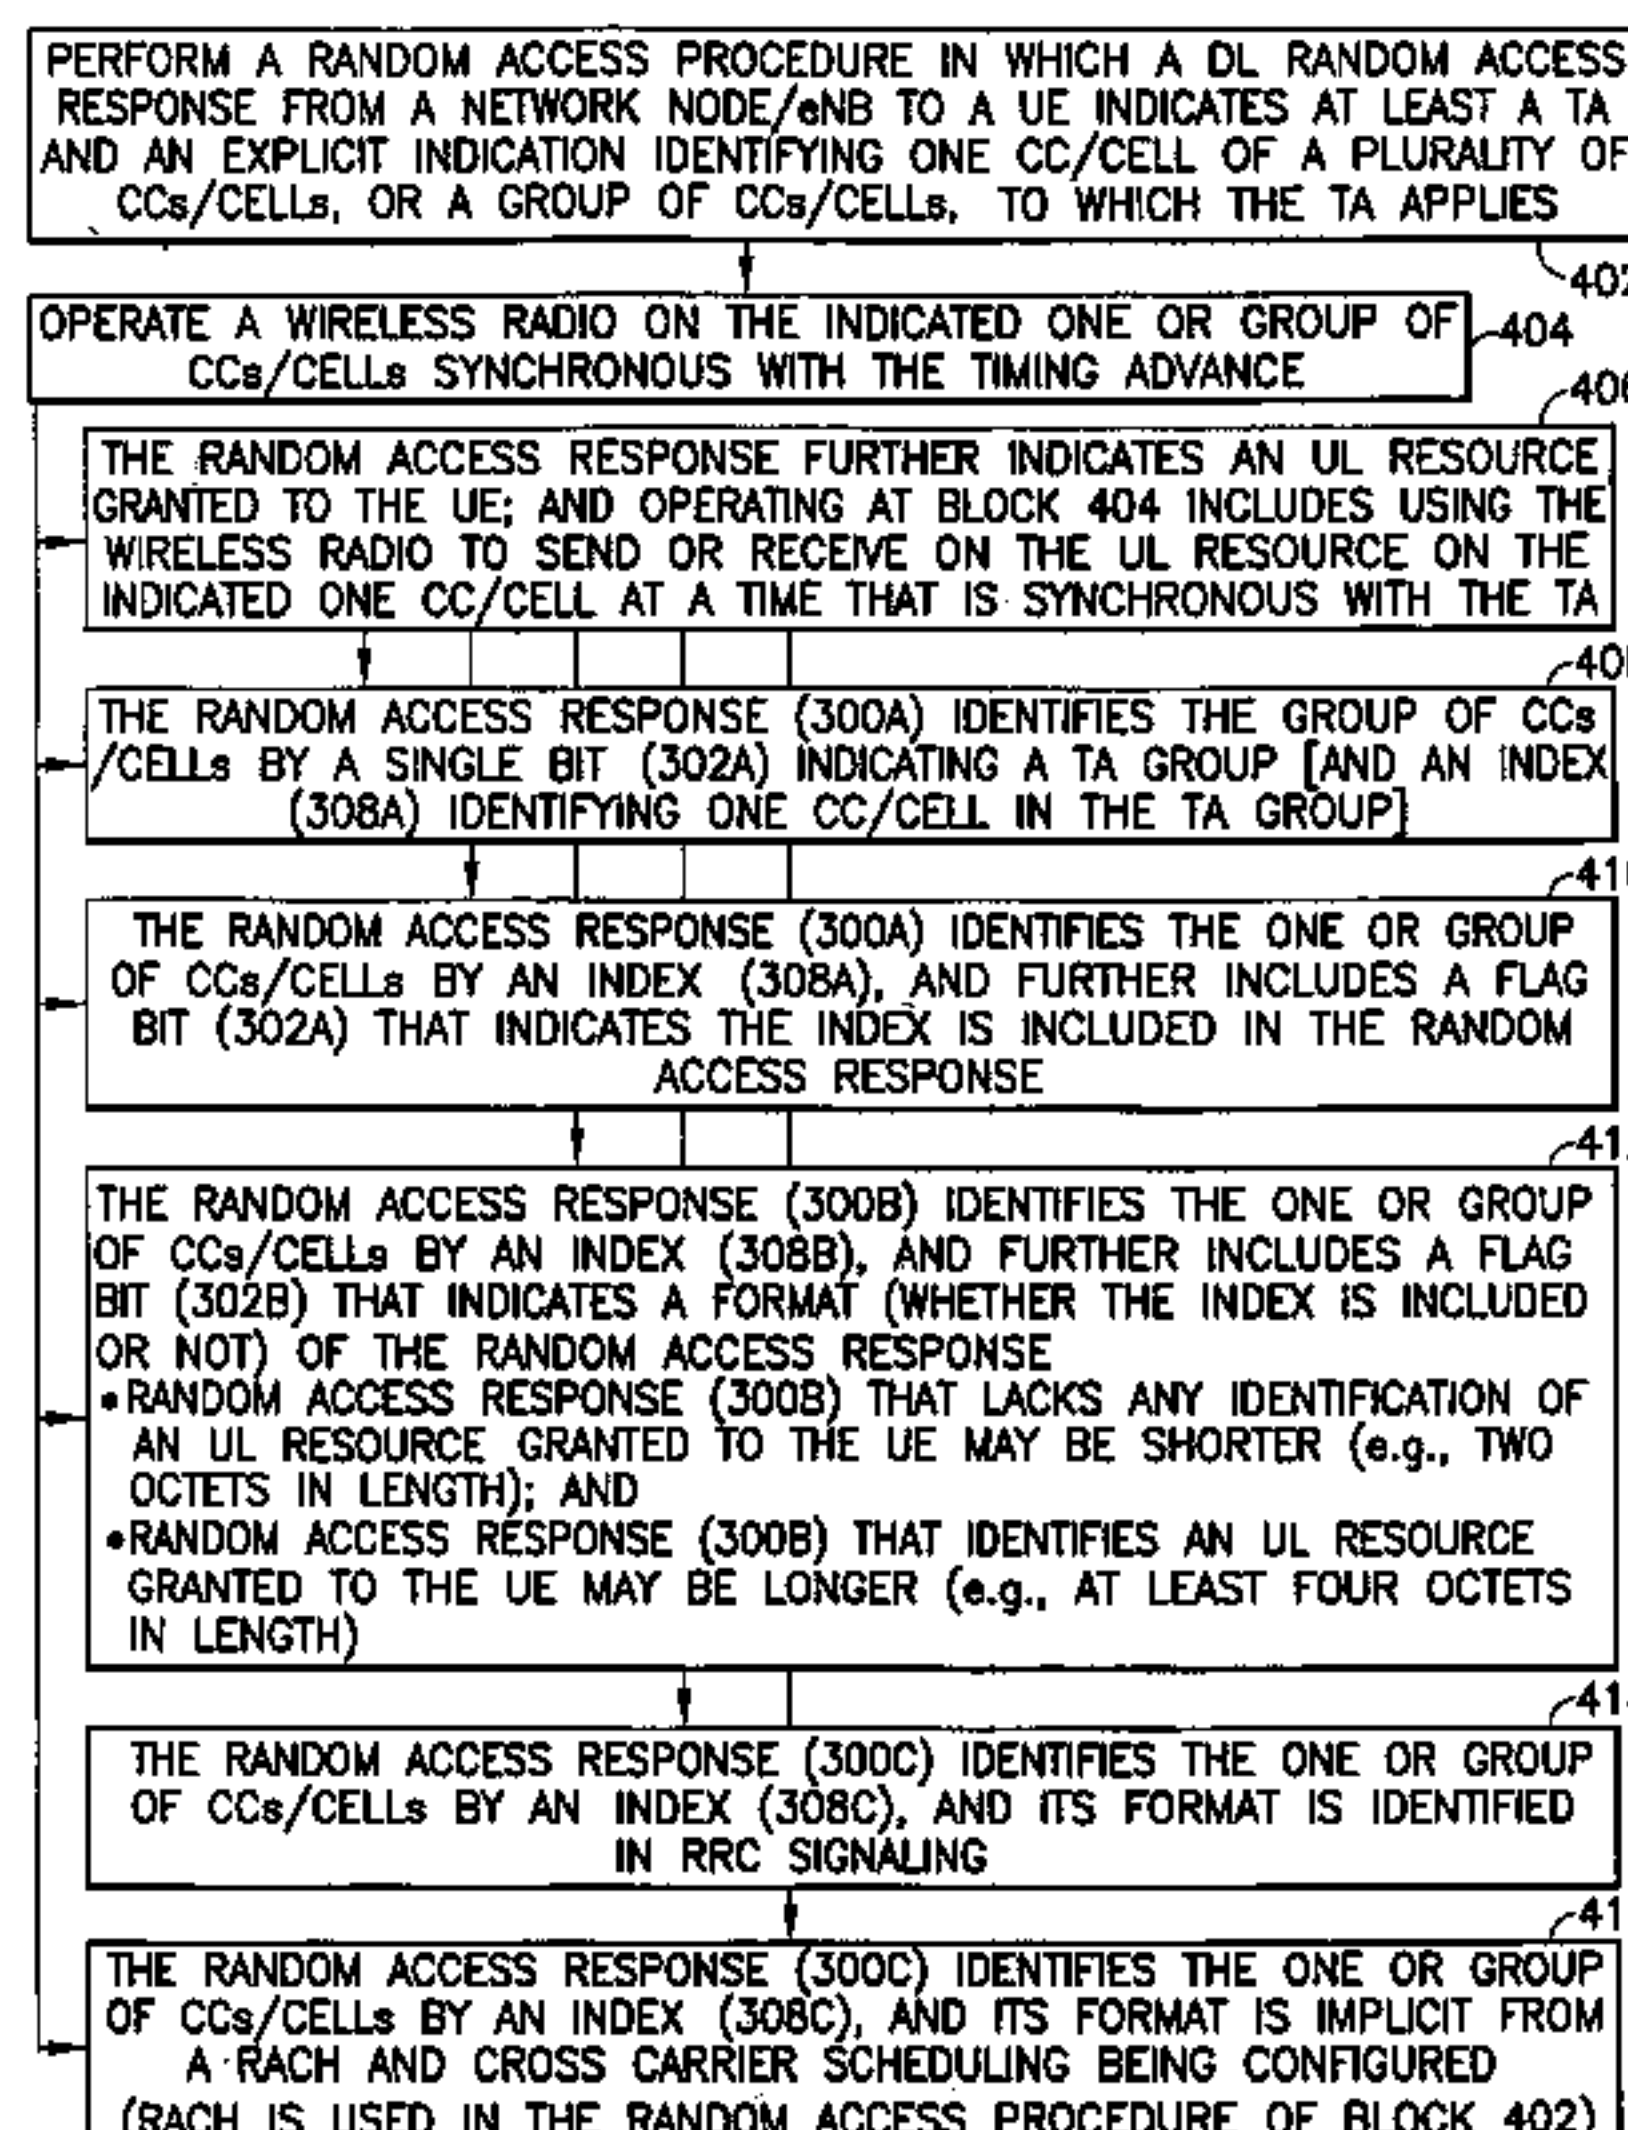 PERFORM A RANDOM ACCESS PROCEDURE IN WHICH A DL RANDOM ACCESS
RESPONSE FROM A NETWORK NODE/eNB TO A UE INDICATES AT LEAST A TA
AND AN EXPLICIT INDICATION IDENTIFYING ONE CC/CELL OF A PLURALITY OF
CCs/CELLs, OR A GROUP OF CCs/CELLs, TO WHICH THE TA APPLIES
402
OPERATE A WIRELESS RADIO ON THE INDICATED ONE OR GROUP OF
CCs/CELLs SYNCHRONOUS WITH THE TIMING ADVANCE
404
406
THE RANDOM ACCESS RESPONSE FURTHER INDICATES AN UL RESOURCE
GRANTED TO THE UE; AND OPERATING AT BLOCK 404 INCLUDES USING THE
WIRELESS RADIO TO SEND OR RECEIVE ON THE UL RESOURCE ON THE
INDICATED ONE CC/CELL AT A TIME THAT IS SYNCHRONOUS WITH THE TA
THE RANDOM ACCESS RESPONSE (300A) IDENTIFIES THE GROUP OF CCs
/CELLs BY A SINGLE BIT (302A) INDICATING A TA GROUP [AND AN INDEX
(308A) IDENTIFYING ONE CC/CELL IN THE TA GROUP]
THE RANDOM ACCESS RESPONSE (300A) IDENTIFIES THE ONE OR GROUP
OF CCs/CELLs BY AN INDEX (308A), AND FURTHER INCLUDES A FLAG
BIT (302A) THAT INDICATES THE INDEX IS INCLUDED IN THE RANDOM
ACCESS RESPONSE
41
THE RANDOM ACCESS RESPONSE (300B) IDENTIFIES THE ONE OR GROUP
OF CCs/CELLs BY AN INDEX (308B), AND FURTHER INCLUDES A FLAG
BIT (302B) THAT INDICATES A FORMAT (WHETHER THE INDEX IS INCLUDED
OR NOT) OF THE RANDOM ACCESS RESPONSE
•RANDOM ACCESS RESPONSE (300B) THAT LACKS ANY IDENTIFICATION OF
AN UL RESOURCE GRANTED TO THE UE MAY BE SHORTER (e.g., TWO
OCTETS IN LENGTH); AND
•RANDOM ACCESS RESPONSE (300B) THAT IDENTIFIES AN UL RESOURCE
GRANTED TO THE UE MAY BE LONGER (e.g., AT LEAST FOUR OCTETS
IN LENGTH)
41
THE RANDOM ACCESS RESPONSE (300C) IDENTIFIES THE ONE OR GROUP
OF CCs/CELLs BY AN INDEX (308C), AND ITS FORMAT IS IDENTIFIED
IN RRC SIGNALING
41
THE RANDOM ACCESS RESPONSE (300C) IDENTIFIES THE ONE OR GROUP
OF CCs/CELLs BY AN INDEX (308C), AND ITS FORMAT IS IMPLICIT FROM
A RACH AND CROSS CARRIER SCHEDULING BEING CONFIGURED
(RACH IS USED IN THE RANDOM ACCESS PROCEDURE OF BLOCK 402)